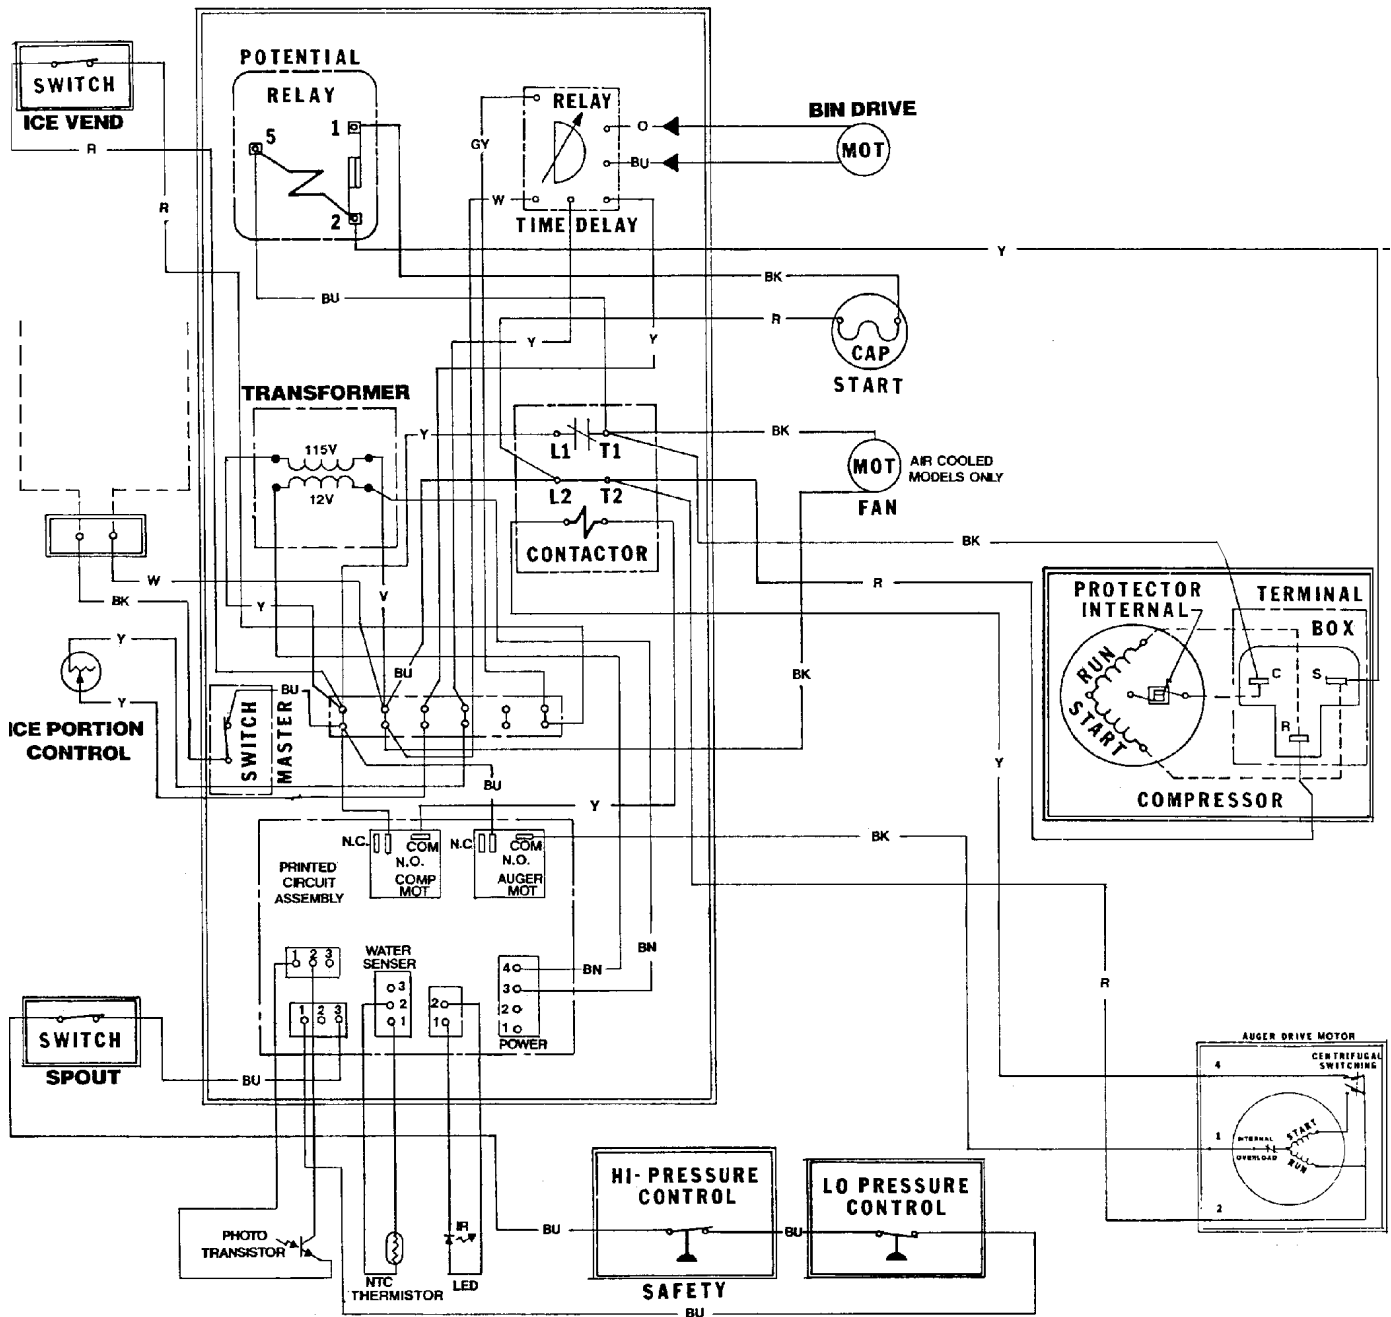 POTENTIAL
RELAY
1
5
2
SWITCH
ICE VEND
R
R
GY
RELAY
O
BU
W
TIME DELAY
BIN DRIVE
MOT
Y
BK
BU
R
Y
Y
CAP
START
TRANSFORMER
115V
12V
Y
L1 T1
L2 T2
CONTACTOR
BK
MOT
AIR COOLED
MODELS ONLY
FAN
BK
R
W
BK
Y
V
Y
Y
BU
BU
BK
ICE PORTION
CONTROL
SWITCH
MASTER
PROTECTOR
INTERNAL
TERMINAL
BOX
RUN
START
C
S
R
COMPRESSOR
Y
BU
Y
BK
N.C.
COM
N.O.
COMP
MOT
N.C
COM
N.O.
AUGER
MOT
PRINTED
CIRCUIT
ASSEMBLY
1 2 3
WATER
SENSER
3
2
1
1 2 3
2
1
4
3
2
1
POWER
BN
BN
R
SWITCH
SPOUT
BU
AUGER DRIVE MOTOR
4
CENTRIFUGAL
SWITCHING
1
INTERNAL
OVERLOAD
START
RUN
2
HI- PRESSURE
CONTROL
LO PRESSURE
CONTROL
BU
BU
SAFETY
PHOTO
TRANSISTOR
NTC
THERMISTOR
IR
LED
BU